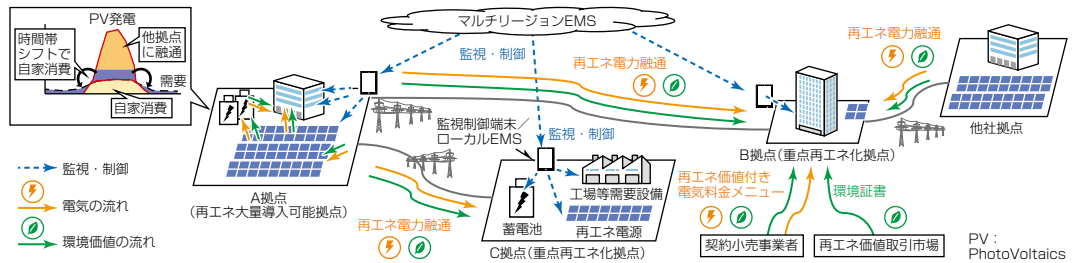 PV発電
時間帯
シフトで
自家消費
他拠点
に融通
需要
自家消費
マルチリージョンEMS
監視・制御
再エネ電力融通
再エネ電力融通
他社拠点
監視制御端末／
ローカルEMS
監視・制御
B拠点（重点再エネ化拠点）
監視・制御
電気の流れ
環境価値の流れ
A拠点
（再エネ大量導入可能拠点）
再エネ電力融通
工場等需要設備
蓄電池
再エネ電源
C拠点（重点再エネ化拠点）
再エネ価値付き
電気料金メニュー
環境証書
契約小売事業者
再エネ価値取引市場
PV：
PhotoVoltaics